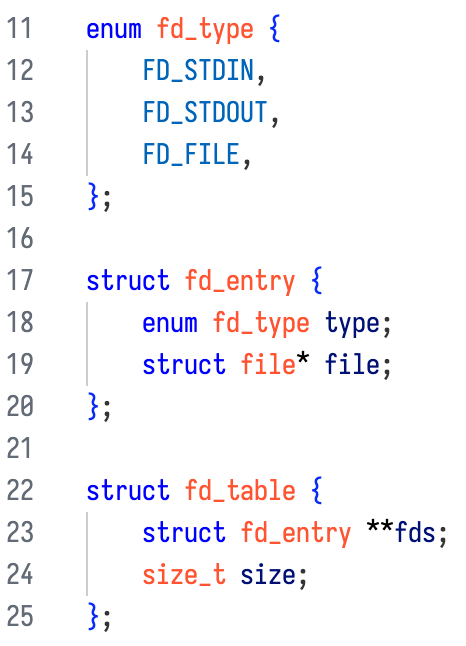 11 enum fd_type {
12 FD_STDIN,
13 FD_STDOUT,
14 FD_FILE,
15 };
16
17 struct fd_entry {
18 enum fd_type type;
19 struct file* file;
20 };
21
22 struct fd_table {
23 struct fd_entry **fds;
24 size_t size;
25 };